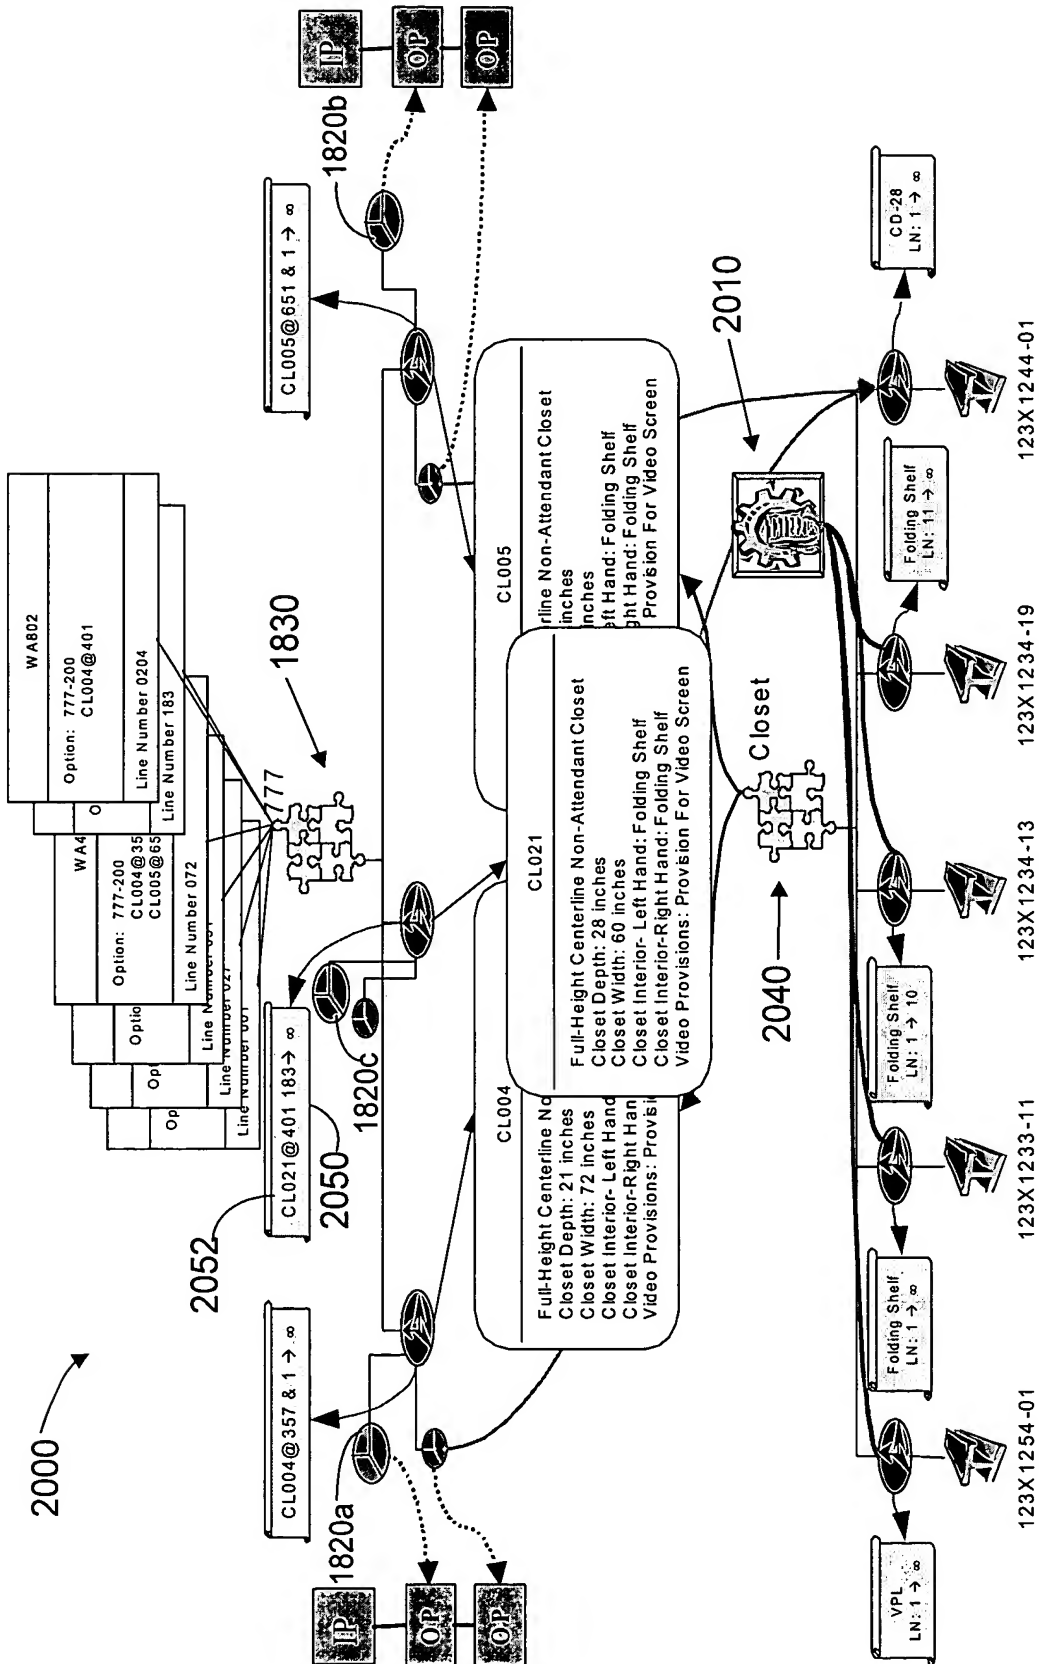 2000
WA802
Option: 777-200
CL004@401
Line Number 0204
O
Line Number 183
WA4
Option: 777-200
CL004@35
CL005@65
Line Number 072
Optio
Op
Line Number 027
Op
Line Number 001
777
1830
CL004@357 & 1 → ∞
2052
CL021@401 183→ ∞
2050
CL005@651 & 1 → ∞
1820a
1820c
1820b
IP
OP
OP
IP
OP
OP
CL004
Full-Height Centerline No
Closet Depth: 21 inches
Closet Width: 72 inches
Closet Interior- Left Hand
Closet Interior-Right Han
Video Provisions: Provisi
CL021
Full-Height Centerline Non-Attendant Closet
Closet Depth: 28 inches
Closet Width: 60 inches
Closet Interior- Left Hand: Folding Shelf
Closet Interior-Right Hand: Folding Shelf
Video Provisions: Provision For Video Screen
CL005
rline Non-Attendant Closet
inches
nches
eft Hand: Folding Shelf
ght Hand: Folding Shelf
Provision For Video Screen
2040
Closet
2010
VPL
LN: 1 → ∞
Folding Shelf
LN: 1 → ∞
Folding Shelf
LN: 1 → 10
Folding Shelf
LN: 11 → ∞
CD-28
LN: 1 → ∞
123X1254-01
123X1233-11
123X1234-13
123X1234-19
123X1244-01